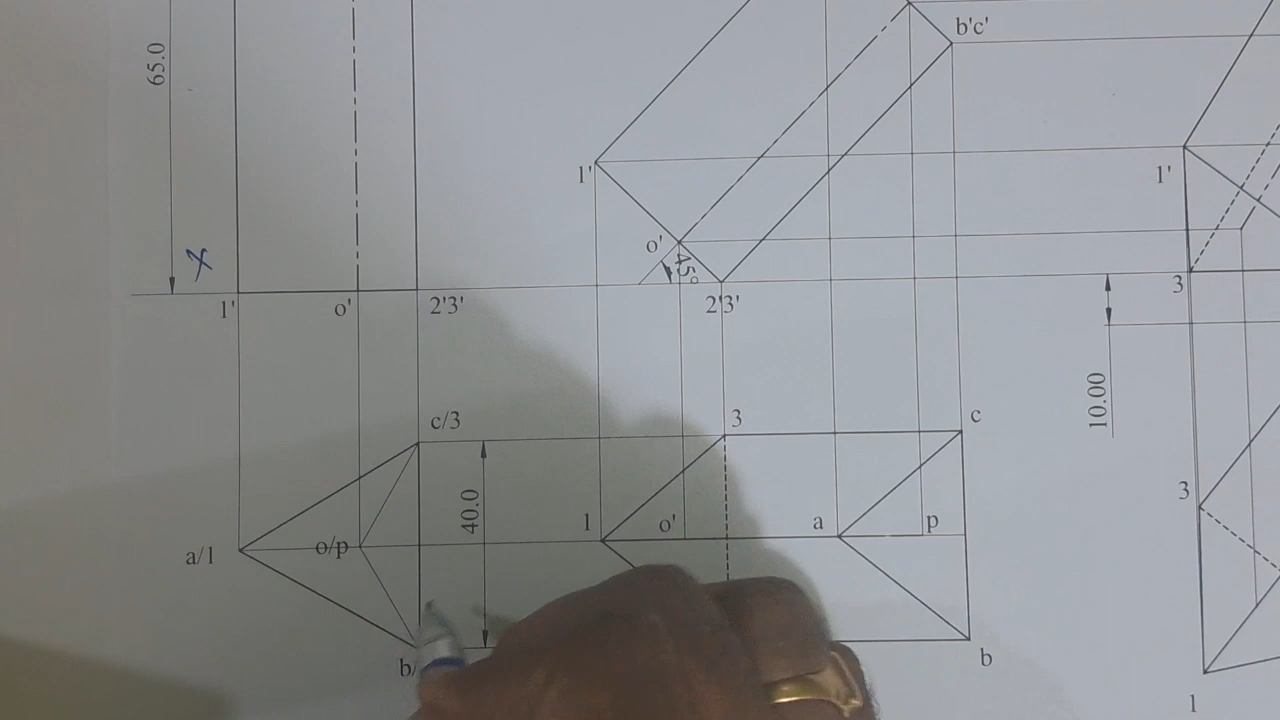 65.0
b'c'
1'
1'
o'
45°
X
1'
o'
2'3'
2'3'
3
10.00
c/3
3
c
40.0
3
1
o'
a
p
a/1
o/p
b/
b
1